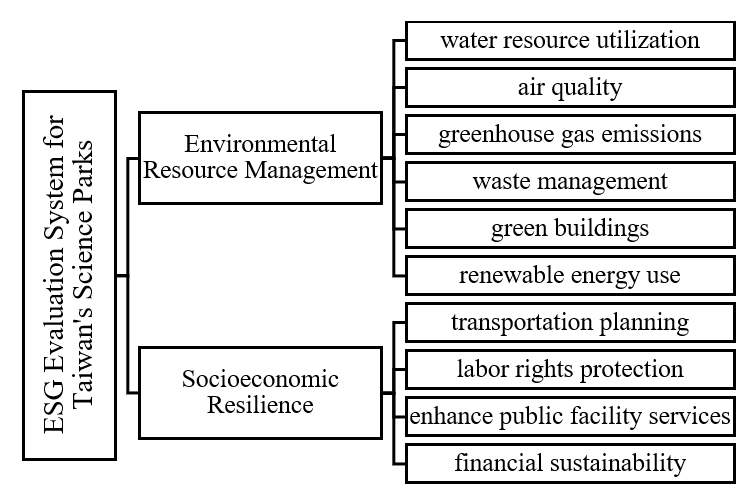 ESG Evaluation System for
Taiwan's Science Parks
Environmental
Resource Management
water resource utilization
air quality
greenhouse gas emissions
waste management
green buildings
renewable energy use
Socioeconomic
Resilience
transportation planning
labor rights protection
enhance public facility services
financial sustainability